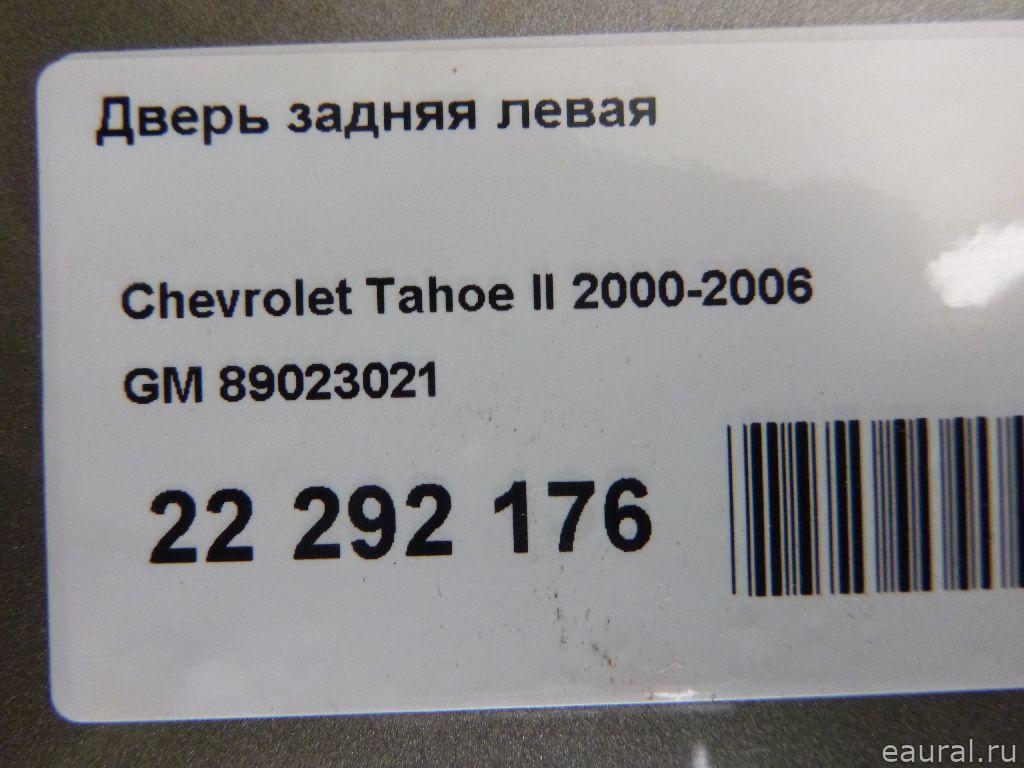 Дверь задняя левая
Chevrolet Tahoe II 2000-2006
GM 89023021
22 292 176
eaural.ru